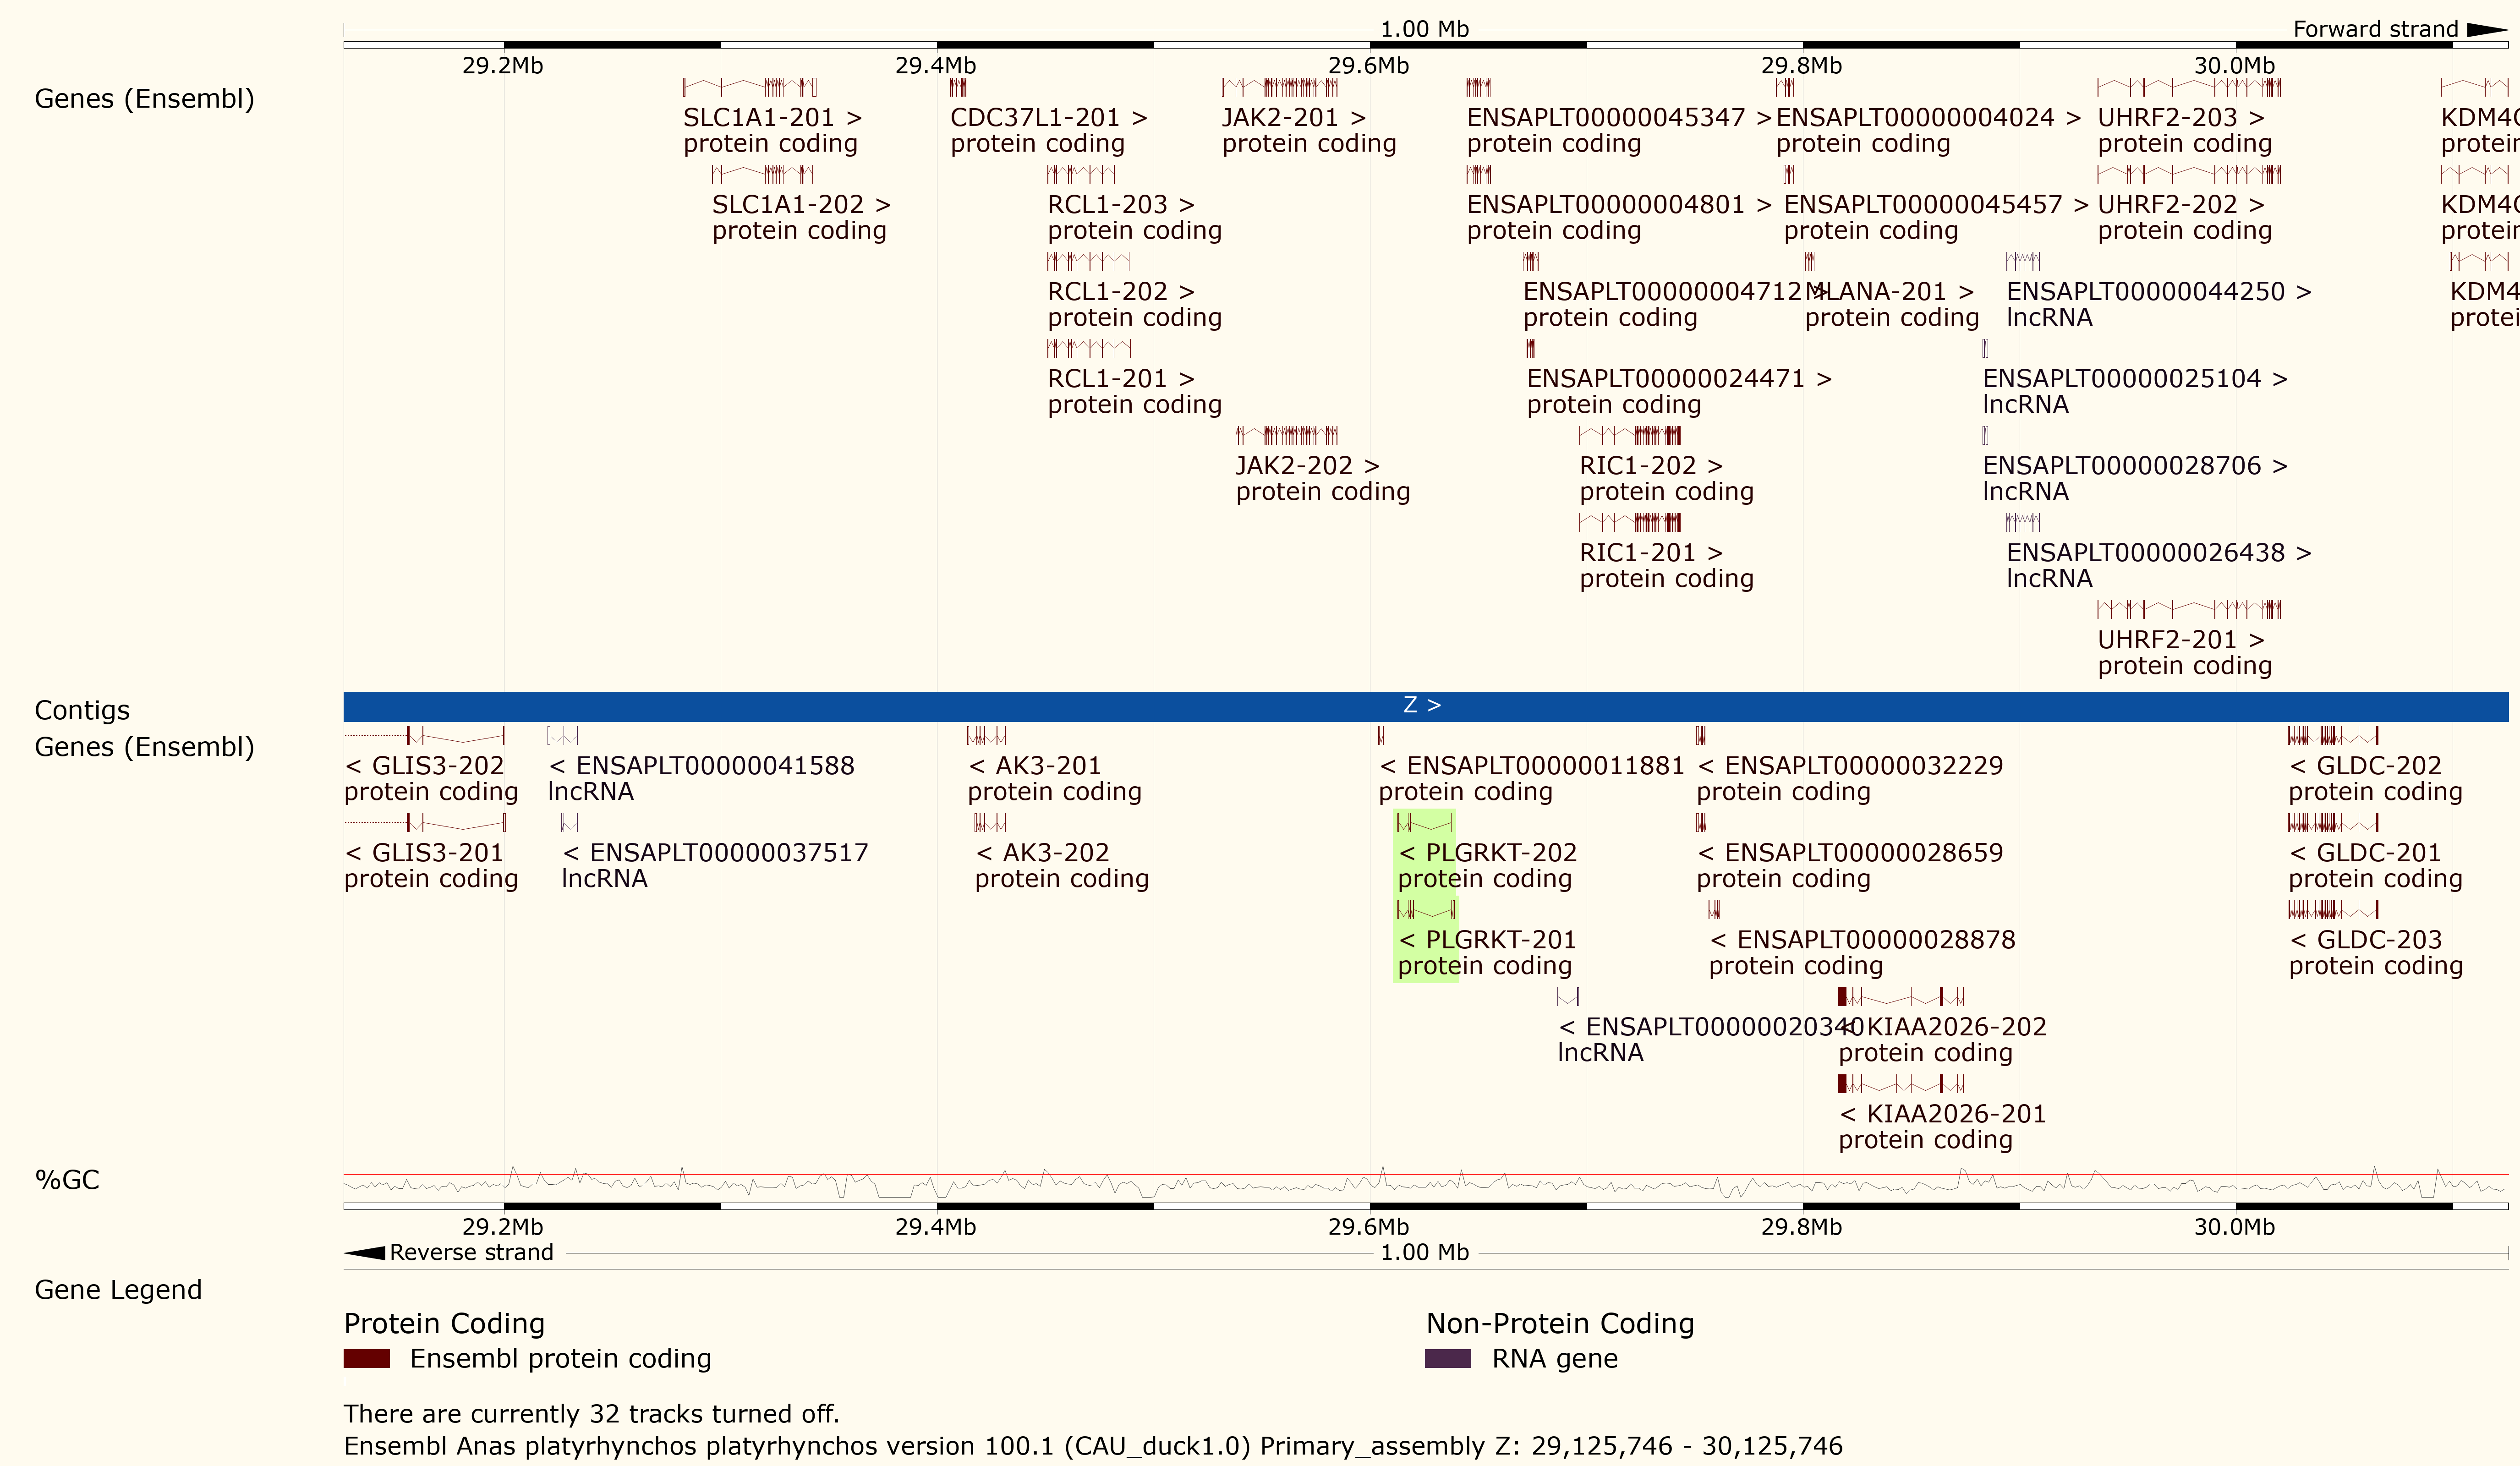 1.00 Mb Forward strand
29.2Mb 29.4Mb 29.6Mb 29.8Mb 30.0Mb
Genes (Ensembl)
SLC1A1-201 > CDC37L1-201 > JAK2-201 > ENSAPLT00000045347 > ENSAPLT00000004024 > UHRF2-203 > KDM4C
protein coding protein coding protein coding protein coding protein coding protein coding protein
SLC1A1-202 > RCL1-203 > ENSAPLT00000004801 > ENSAPLT00000045457 > UHRF2-202 > KDM4C
protein coding protein coding protein coding protein coding protein coding protein
RCL1-202 > ENSAPLT00000004712 > MLANA-201 > ENSAPLT00000044250 > KDM4
protein coding protein coding protein coding lncRNA protei
RCL1-201 > ENSAPLT00000024471 > ENSAPLT00000025104 >
protein coding protein coding lncRNA
JAK2-202 > RIC1-202 > ENSAPLT00000028706 >
protein coding protein coding lncRNA
RIC1-201 > ENSAPLT00000026438 >
protein coding lncRNA
UHRF2-201 >
protein coding
Contigs Z >
Genes (Ensembl)
< GLIS3-202 < ENSAPLT00000041588 < AK3-201 < ENSAPLT00000011881 < ENSAPLT00000032229 < GLDC-202
protein coding lncRNA protein coding protein coding protein coding protein coding
< GLIS3-201 < ENSAPLT00000037517 < AK3-202 < PLGRKT-202 < ENSAPLT00000028659 < GLDC-201
protein coding lncRNA protein coding protein coding protein coding protein coding
< PLGRKT-201 < ENSAPLT00000028878 < GLDC-203
protein coding protein coding protein coding
< ENSAPLT00000020340 < KIAA2026-202
lncRNA protein coding
< KIAA2026-201
protein coding
%GC
29.2Mb 29.4Mb 29.6Mb 29.8Mb 30.0Mb
Reverse strand 1.00 Mb
Gene Legend
Protein Coding Non-Protein Coding
Ensembl protein coding RNA gene
There are currently 32 tracks turned off.
Ensembl Anas platyrhynchos platyrhynchos version 100.1 (CAU_duck1.0) Primary_assembly Z: 29,125,746 - 30,125,746